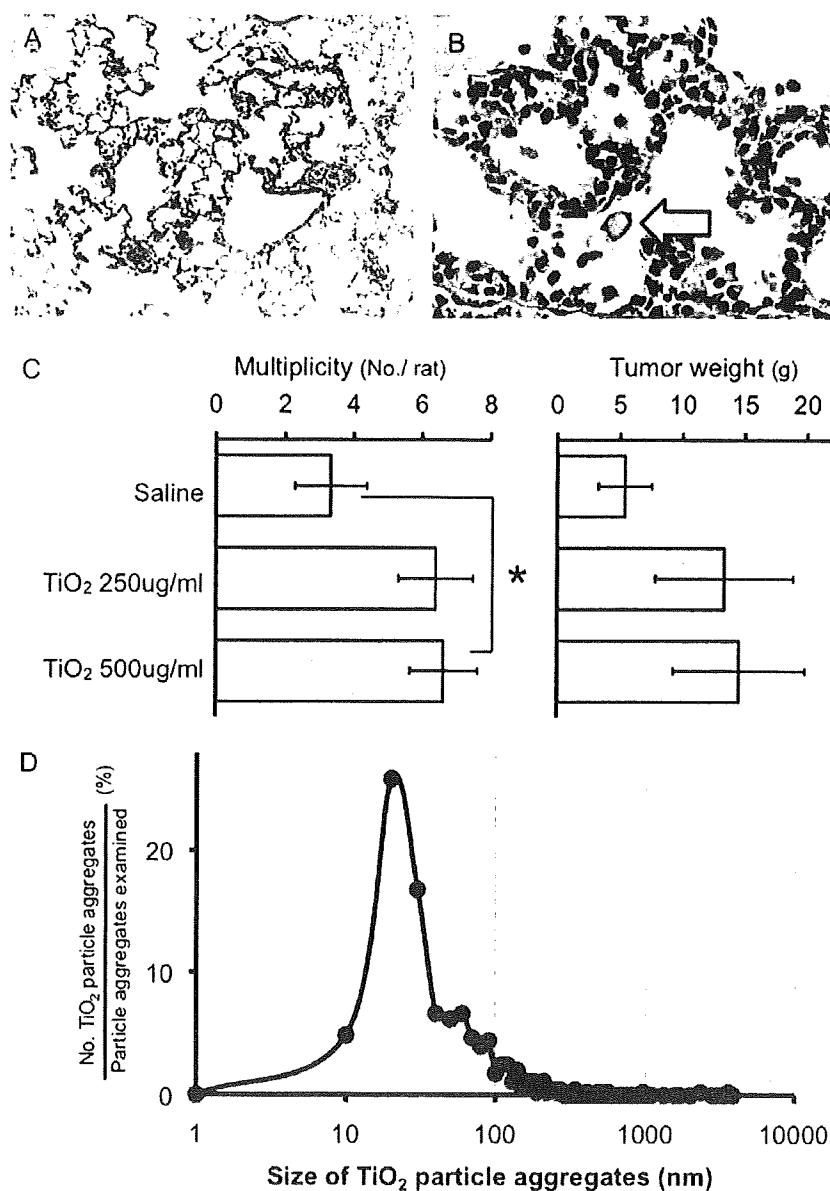 A
B
C
Multiplicity (No./ rat)
Tumor weight (g)
0 2 4 6 8
0 5 10 15 20
Saline
TiO₂ 250ug/ml
TiO₂ 500ug/ml
*
D
No. TiO₂ particle aggregates
Particle aggregates examined
(%)
20
10
0
1 10 100 1000 10000
Size of TiO₂ particle aggregates (nm)